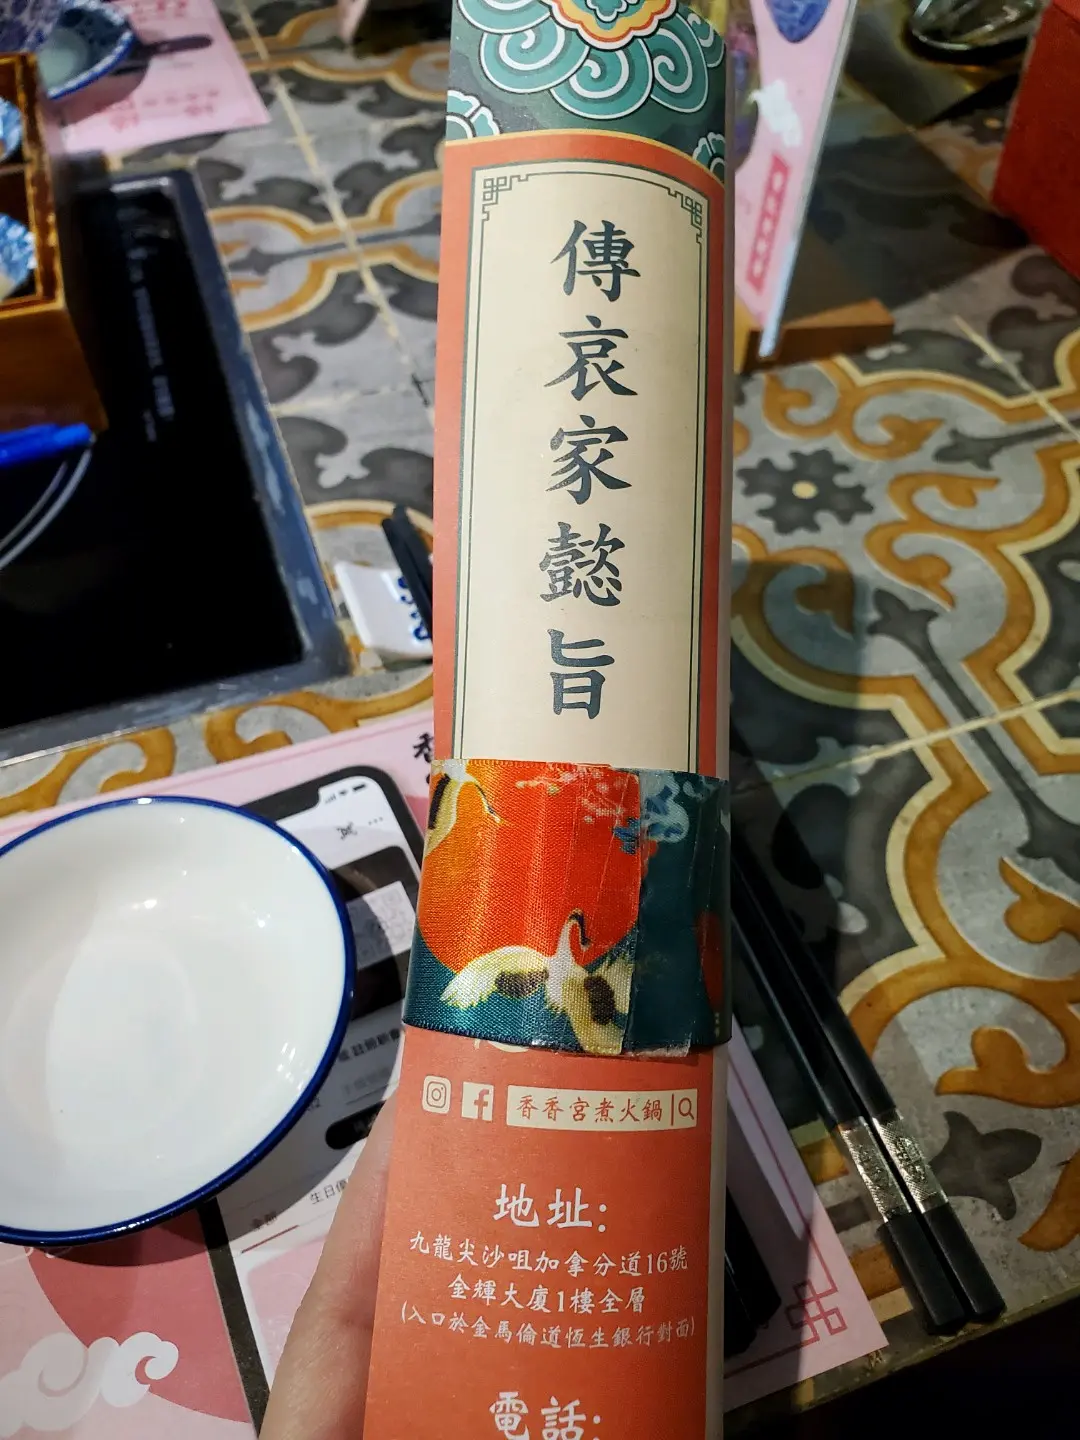 傳哀家懿旨
香香宮煮火鍋
地址:
九龍尖沙咀加拿分道16號
金輝大廈1樓全層
(入口於金馬倫道恆生銀行對面)
電話: